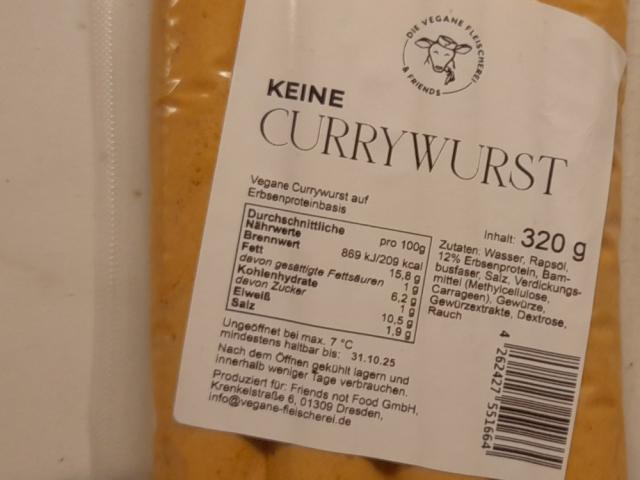 DIE VEGANE FLEISCHEREI
& FRIENDS
KEINE
CURRYWURST
Vegane Currywurst auf
Erbsenproteinbasis
Durchschnittliche
Nährwerte pro 100g
Brennwert 869 kJ/209 kcal
Fett 15,8 g
davon gesättigte Fettsäuren 1 g
Kohlenhydrate 6,2 g
davon Zucker 1 g
Eiweiß 10,5 g
Salz 1,9 g
Inhalt: 320 g
Zutaten: Wasser, Rapsöl,
12% Erbsenprotein, Bam-
busfaser, Salz, Verdickungs-
mittel (Methylcellulose,
Carrageen), Gewürze,
Gewürzextrakte, Dextrose,
Rauch
Ungeöffnet bei max. 7 °C
mindestens haltbar bis: 31.10.25
Nach dem Öffnen gekühlt lagern und
innerhalb weniger Tage verbrauchen.
Produziert für: Friends not Food GmbH,
Krenkelstraße 6, 01309 Dresden,
info@vegane-fleischerei.de
4 262427 551664